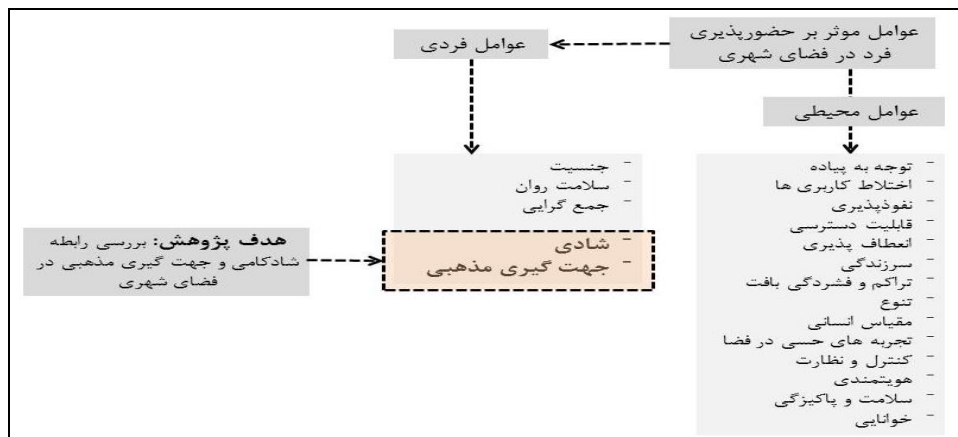 عوامل موثر بر حضورپذیری
فرد در فضای شهری
عوامل فردی
عوامل محیطی
- جنسیت
- سلامت روان
- جمع گرایی
- شادی
- جهت گیری مذهبی
هدف پژوهش: بررسی رابطه
شادکامی و جهت گیری مذهبی در
فضای شهری
- توجه به پیاده
- اختلاط کاربری ها
- نفوذپذیری
- قابلیت دسترسی
- انعطاف پذیری
- سرزندگی
- تراکم و فشردگی بافت
- تنوع
- مقیاس انسانی
- تجربه های حسی در فضا
- کنترل و نظارت
- هویتمندی
- سلامت و پاکیزگی
- خوانایی